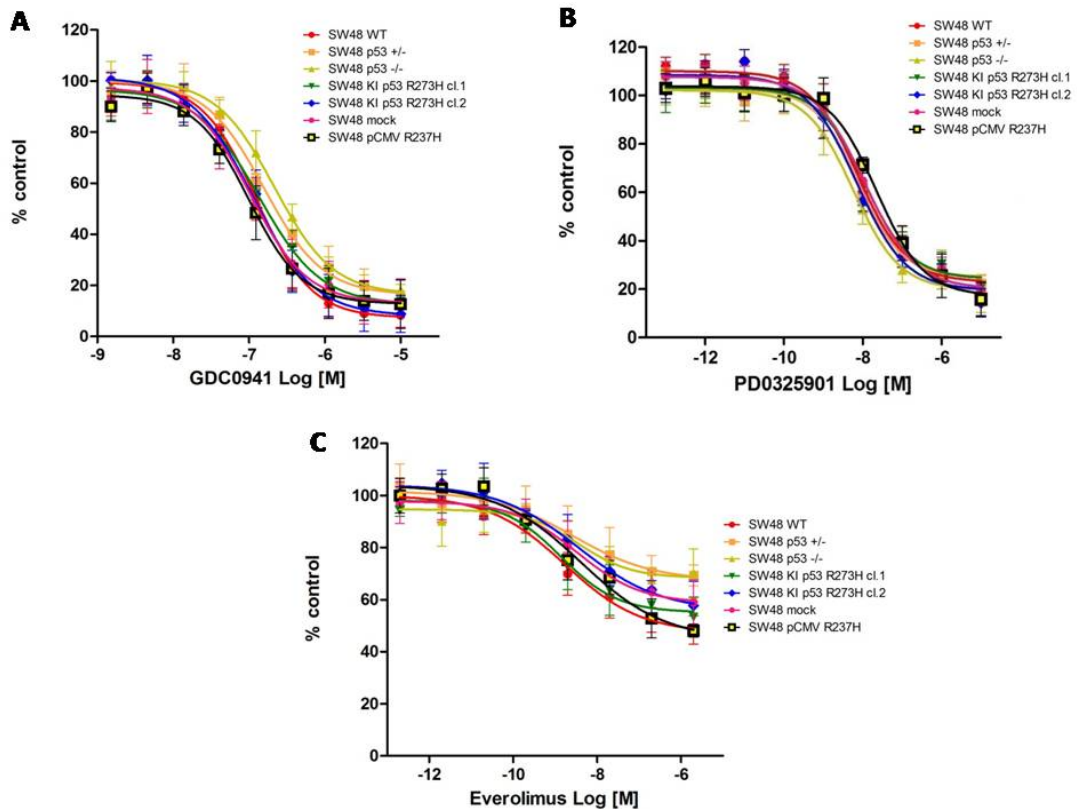 A
120
100
80
60
40
20
0
% control
-9 -8 -7 -6 -5
GDC0941 Log [M]
SW48 WT
SW48 p53 +/-
SW48 p53 -/-
SW48 KI p53 R273H cl.1
SW48 KI p53 R273H cl.2
SW48 mock
SW48 pCMV R237H
B
120
100
80
60
40
20
0
% control
-12 -10 -8 -6
PD0325901 Log [M]
SW48 WT
SW48 p53 +/-
SW48 p53 -/-
SW48 KI p53 R273H cl.1
SW48 KI p53 R273H cl.2
SW48 mock
SW48 pCMV R237H
C
120
100
80
60
40
20
0
% control
-12 -10 -8 -6
Everolimus Log [M]
SW48 WT
SW48 p53 +/-
SW48 p53 -/-
SW48 KI p53 R273H cl.1
SW48 KI p53 R273H cl.2
SW48 mock
SW48 pCMV R237H